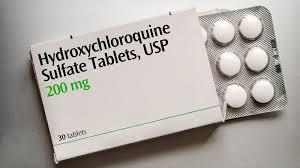 Hydroxychloroquine
Sulfate Tablets, USP
200 mg
30 tablets